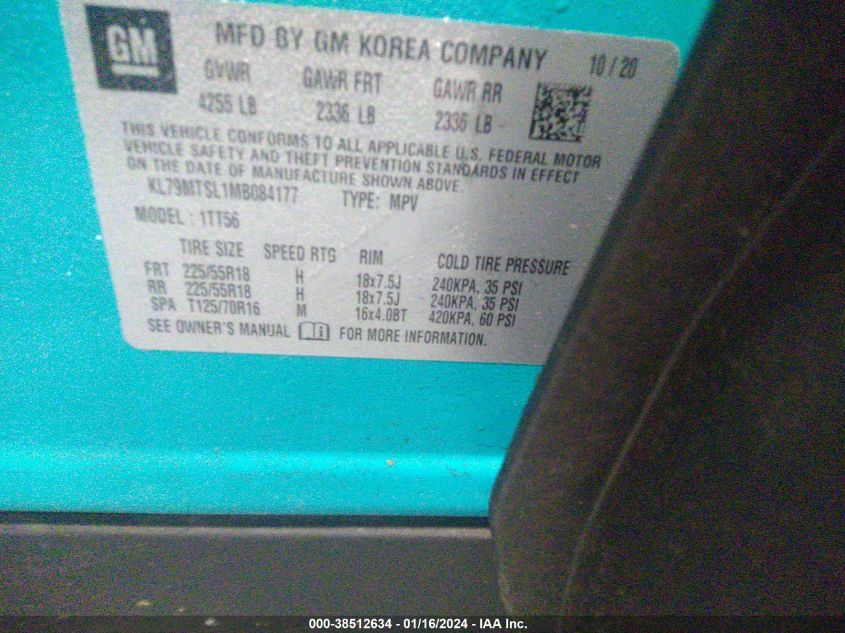 GM
MFD BY GM KOREA COMPANY 10/20
GVWR GAWR FRT GAWR RR
4255 LB 2336 LB 2336 LB
THIS VEHICLE CONFORMS TO ALL APPLICABLE U.S. FEDERAL MOTOR
VEHICLE SAFETY AND THEFT PREVENTION STANDARDS IN EFFECT
ON THE DATE OF MANUFACTURE SHOWN ABOVE.
KL79MTSL1MB084177 TYPE: MPV
MODEL: 1TT56
TIRE SIZE SPEED RTG RIM COLD TIRE PRESSURE
FRT 225/55R18 H 18x7.5J 240KPA, 35 PSI
RR 225/55R18 H 18x7.5J 240KPA, 35 PSI
SPA T125/70R16 M 16x4.0BT 420KPA, 60 PSI
SEE OWNER'S MANUAL FOR MORE INFORMATION.
000-38512634 - 01/16/2024 - IAA Inc.